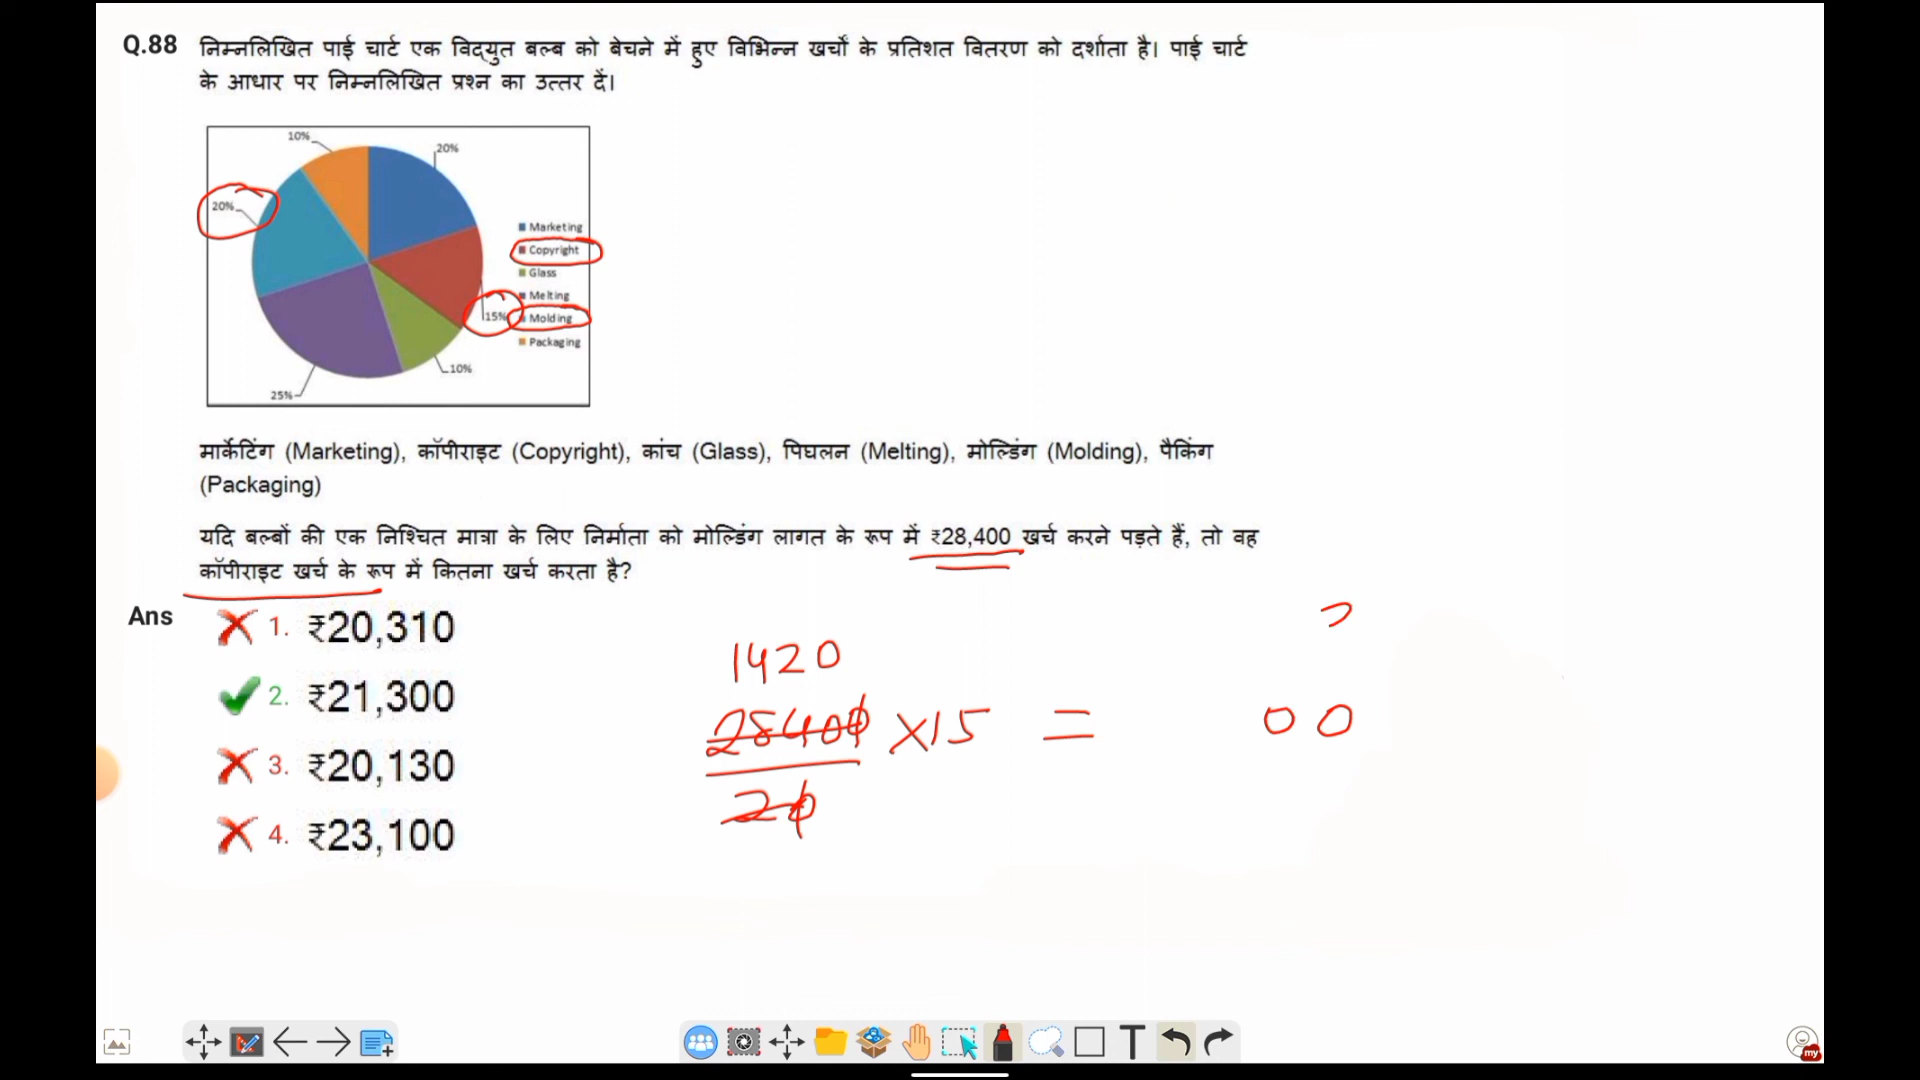 Q.88 निम्नलिखित पाई चार्ट एक विद्युत बल्ब को बेचने में हुए विभिन्न खर्चों के प्रतिशत वितरण को दर्शाता है। पाई चार्ट
के आधार पर निम्नलिखित प्रश्न का उत्तर दें।
10%
20%
20%
Marketing
Copyright
Glass
Melting
15%
Molding
Packaging
10%
25%
मार्केटिंग (Marketing), कॉपीराइट (Copyright), कांच (Glass), पिघलन (Melting), मोल्डिंग (Molding), पैकिंग
(Packaging)
यदि बल्बों की एक निश्चित मात्रा के लिए निर्माता को मोल्डिंग लागत के रूप में ₹28,400 खर्च करने पड़ते हैं, तो वह
कॉपीराइट खर्च के रूप में कितना खर्च करता है?
Ans
1. ₹20,310
2. ₹21,300
3. ₹20,130
4. ₹23,100
1420
28400 ×15 = 00
20
T
my